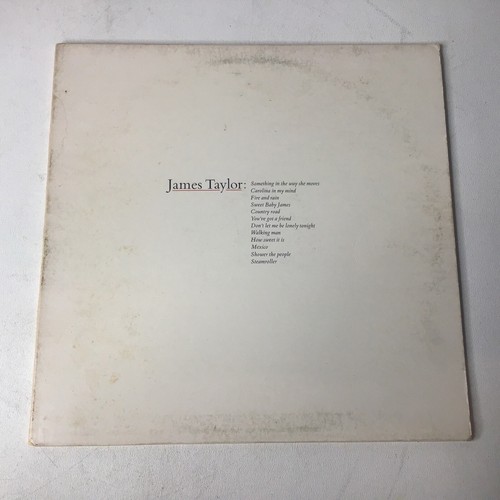 James Taylor:
Something in the way she moves
Carolina in my mind
Fire and rain
Sweet Baby James
Country road
You've got a friend
Don't let me be lonely tonight
Walking man
How sweet it is
Mexico
Shower the people
Steamroller